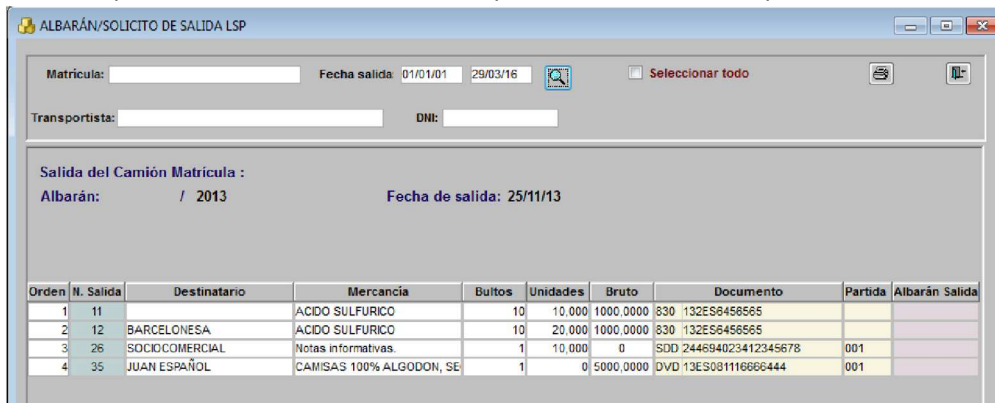 ALBARÁN/SOLICITO DE SALIDA LSP
Matricula: Fecha salida: 01/01/01 29/03/16 Seleccionar todo
Transportista: DNI:
Salida del Camión Matrícula :
Albarán: / 2013 Fecha de salida: 25/11/13
Orden N. Salida Destinatario Mercancía Bultos Unidades Bruto Documento Partida Albarán Salida
1 11 ACIDO SULFURICO 10 10,000 1000,0000 830 132ES6456565
2 12 BARCELONESA ACIDO SULFURICO 10 20,000 1000,0000 830 132ES6456565
3 26 SOCIOCOMERCIAL Notas informativas. 1 10,000 0 SDD 244694023412345678 001
4 35 JUAN ESPAÑOL CAMISAS 100% ALGODON, SE 1 0 5000,0000 DVD 13ES081116666444 001